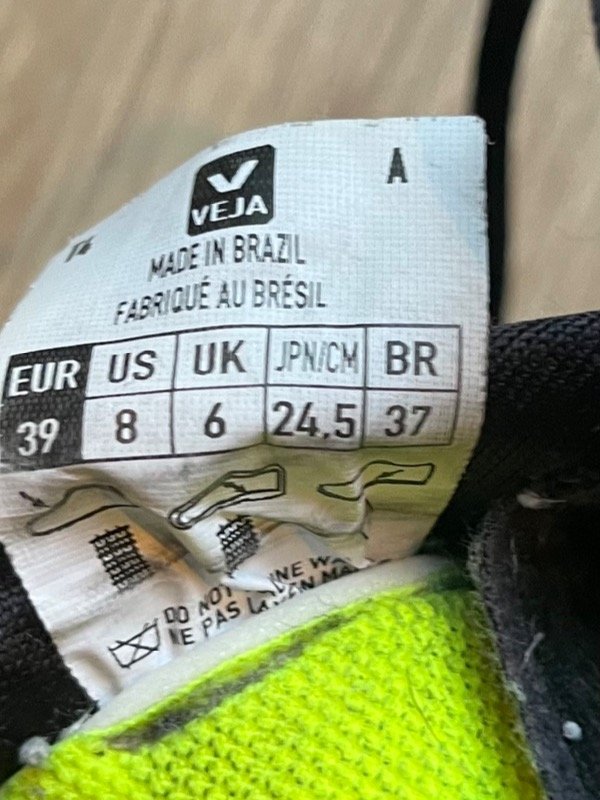 A
VEJA
MADE IN BRAZIL
FABRIQUÉ AU BRÉSIL
EUR US UK JPN/CM BR
39 8 6 24,5 37
DO NOT
NE PAS